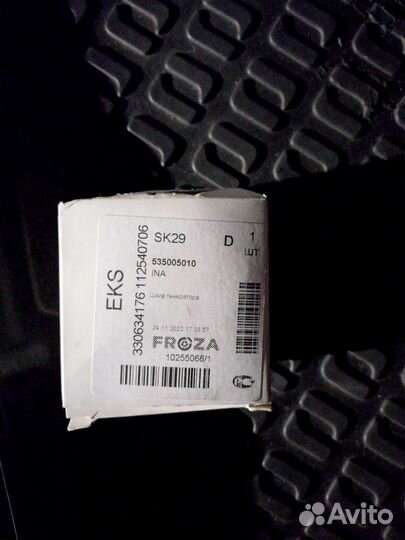 EKS
330634176 112540706
SK29
D
1
шт
535005010
INA
шкив генератора
24.11.2022 17:03:57
FROZA
10255066/1
Avito